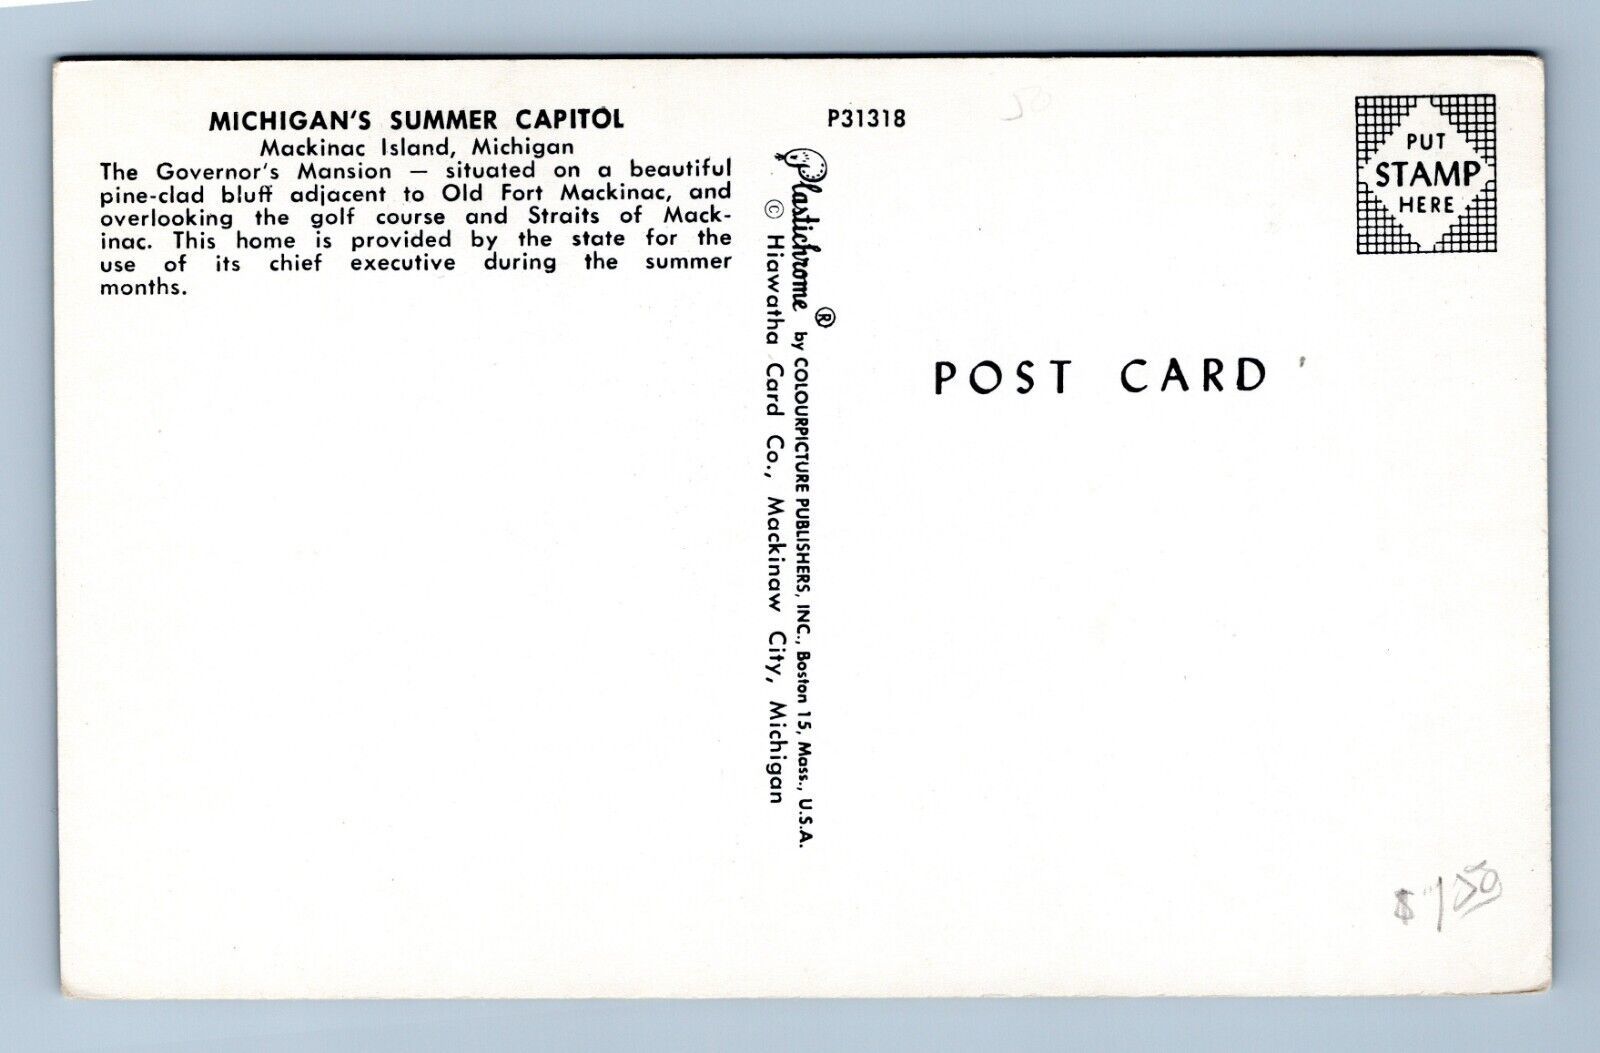 MICHIGAN'S SUMMER CAPITOL
Mackinac Island, Michigan
The Governor's Mansion — situated on a beautiful
pine-clad bluff adjacent to Old Fort Mackinac, and
overlooking the golf course and Straits of Mack-
inac. This home is provided by the state for the
use of its chief executive during the summer
months.
P31318
Plastichrome ® by COLOURPICTURE PUBLISHERS, INC., Boston 15, Mass., U.S.A.
© Hiawatha Card Co., Mackinaw City, Michigan
PUT
STAMP
HERE
POST CARD
$1.50